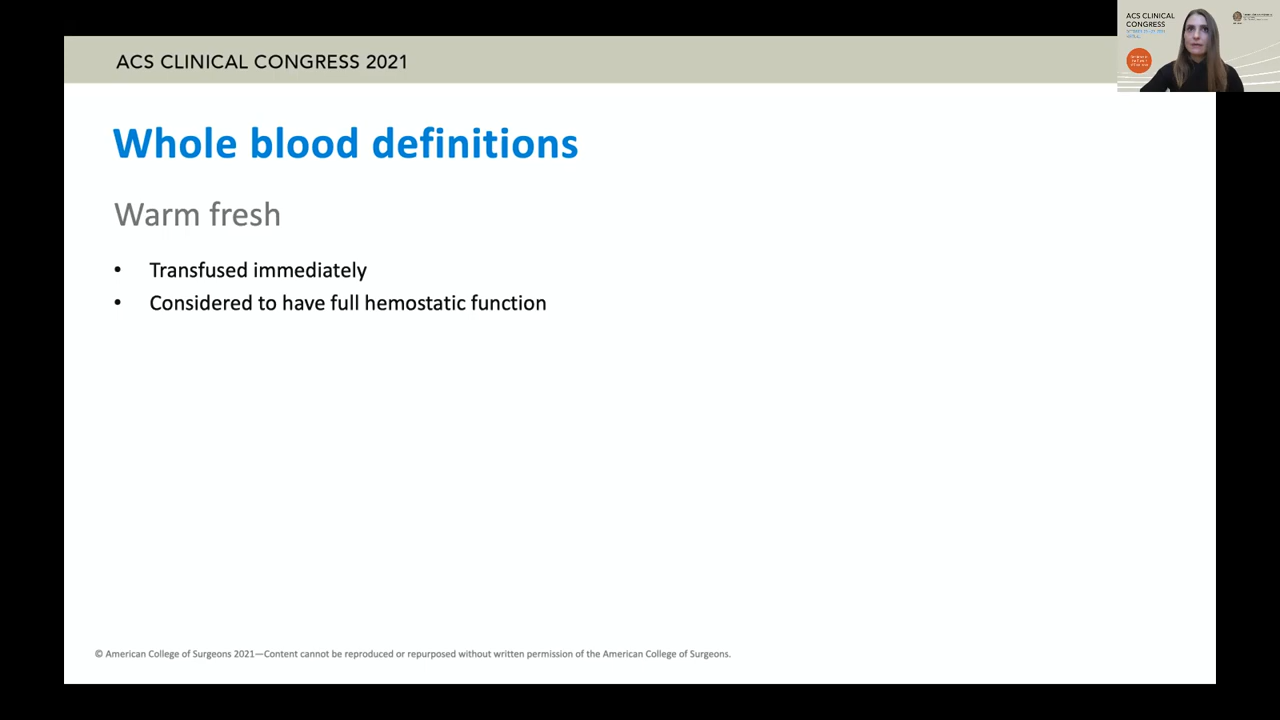 ACS CLINICAL CONGRESS 2021
ACS CLINICAL
CONGRESS
Whole blood definitions
Warm fresh
• Transfused immediately
• Considered to have full hemostatic function
© American College of Surgeons 2021—Content cannot be reproduced or repurposed without written permission of the American College of Surgeons.